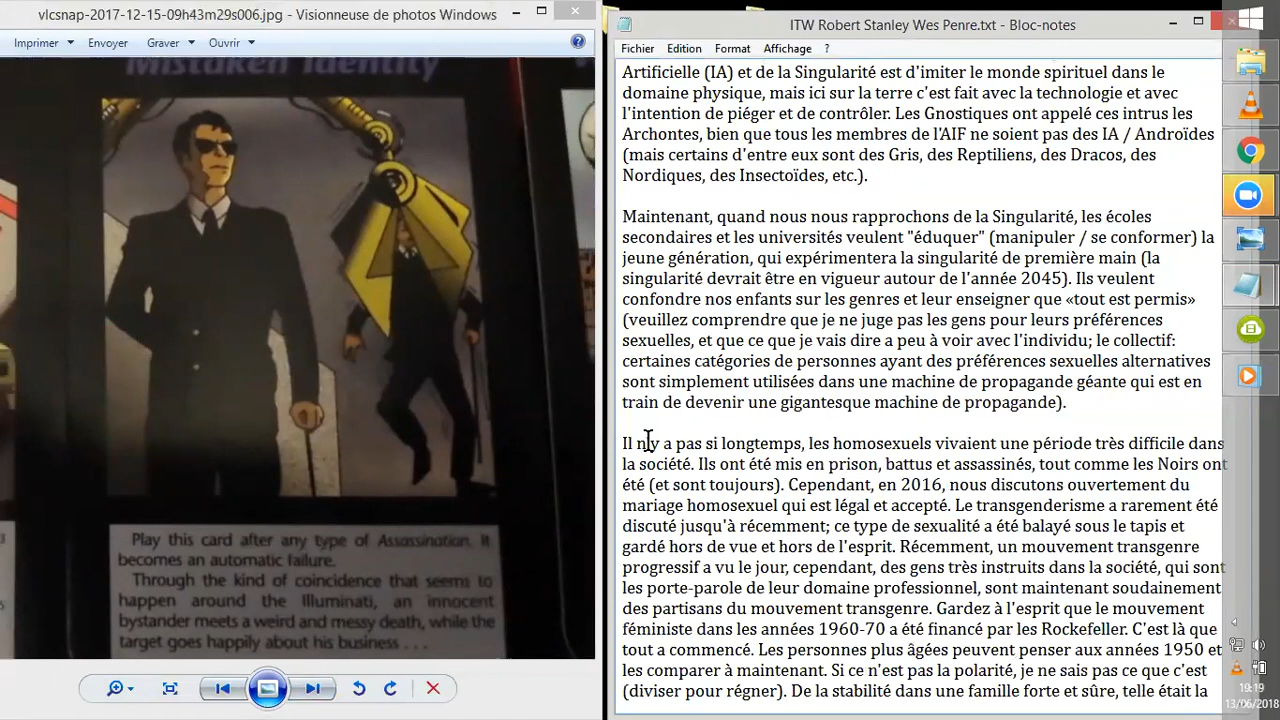 vlcsnap-2017-12-15-09h43m29s006.jpg - Visionneuse de photos Windows
Imprimer Envoyer Graver Ouvrir
Mistaken Identity
Play this card after any type of Assassination. It
becomes an automatic failure.
Through the kind of coincidence that seems to
happen around the Illuminati, an innocent
bystander meets a weird and messy death, while the
target goes happily about his business . . .
ITW Robert Stanley Wes Penre.txt - Bloc-notes
Fichier Edition Format Affichage ?
Artificielle (IA) et de la Singularité est d'imiter le monde spirituel dans le
domaine physique, mais ici sur la terre c'est fait avec la technologie et avec
l'intention de piéger et de contrôler. Les Gnostiques ont appelé ces intrus les
Archontes, bien que tous les membres de l'AIF ne soient pas des IA / Androïdes
(mais certains d'entre eux sont des Gris, des Reptiliens, des Dracos, des
Nordiques, des Insectoïdes, etc.).
Maintenant, quand nous nous rapprochons de la Singularité, les écoles
secondaires et les universités veulent "éduquer" (manipuler / se conformer) la
jeune génération, qui expérimentera la singularité de première main (la
singularité devrait être en vigueur autour de l'année 2045). Ils veulent
confondre nos enfants sur les genres et leur enseigner que «tout est permis»
(veuillez comprendre que je ne juge pas les gens pour leurs préférences
sexuelles, et que ce que je vais dire a peu à voir avec l'individu; le collectif:
certaines catégories de personnes ayant des préférences sexuelles alternatives
sont simplement utilisées dans une machine de propagande géante qui est en
train de devenir une gigantesque machine de propagande).
Il n'y a pas si longtemps, les homosexuels vivaient une période très difficile dans
la société. Ils ont été mis en prison, battus et assassinés, tout comme les Noirs ont
été (et sont toujours). Cependant, en 2016, nous discutons ouvertement du
mariage homosexuel qui est légal et accepté. Le transgenderisme a rarement été
discuté jusqu'à récemment; ce type de sexualité a été balayé sous le tapis et
gardé hors de vue et hors de l'esprit. Récemment, un mouvement transgenre
progressif a vu le jour, cependant, des gens très instruits dans la société, qui sont
les porte-parole de leur domaine professionnel, sont maintenant soudainement
des partisans du mouvement transgenre. Gardez à l'esprit que le mouvement
féministe dans les années 1960-70 a été financé par les Rockefeller. C'est là que
tout a commencé. Les personnes plus âgées peuvent penser aux années 1950 et
les comparer à maintenant. Si ce n'est pas la polarité, je ne sais pas ce que c'est
(diviser pour régner). De la stabilité dans une famille forte et sûre, telle était la
19:19
13/06/2018